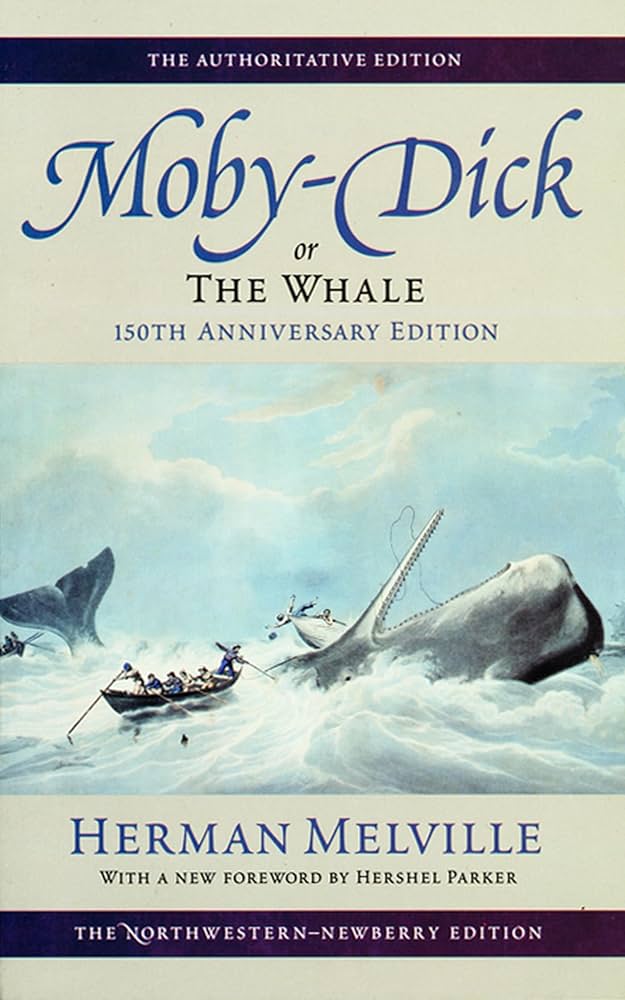 THE AUTHORITATIVE EDITION
Moby-Dick
or
THE WHALE
150TH ANNIVERSARY EDITION
HERMAN MELVILLE
WITH A NEW FOREWORD BY HERSHEL PARKER
THE NORTHWESTERN–NEWBERRY EDITION